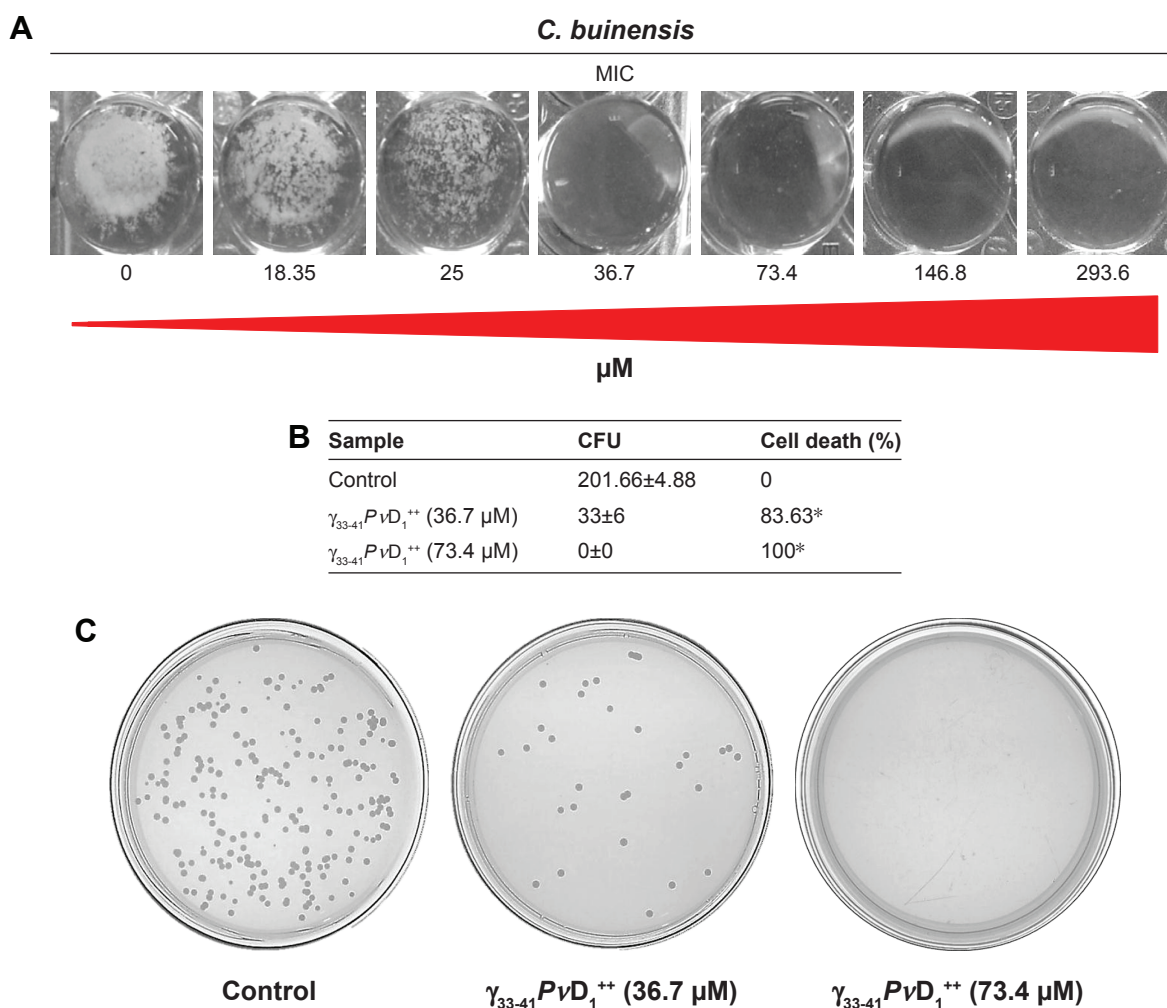 A
C. buinensis
MIC
0 18.35 25 36.7 73.4 146.8 293.6
µM
B
Sample CFU Cell death (%)
Control 201.66±4.88 0
γ33-41PvD1++ (36.7 µM) 33±6 83.63*
γ33-41PvD1++ (73.4 µM) 0±0 100*
C
Control γ33-41PvD1++ (36.7 µM) γ33-41PvD1++ (73.4 µM)